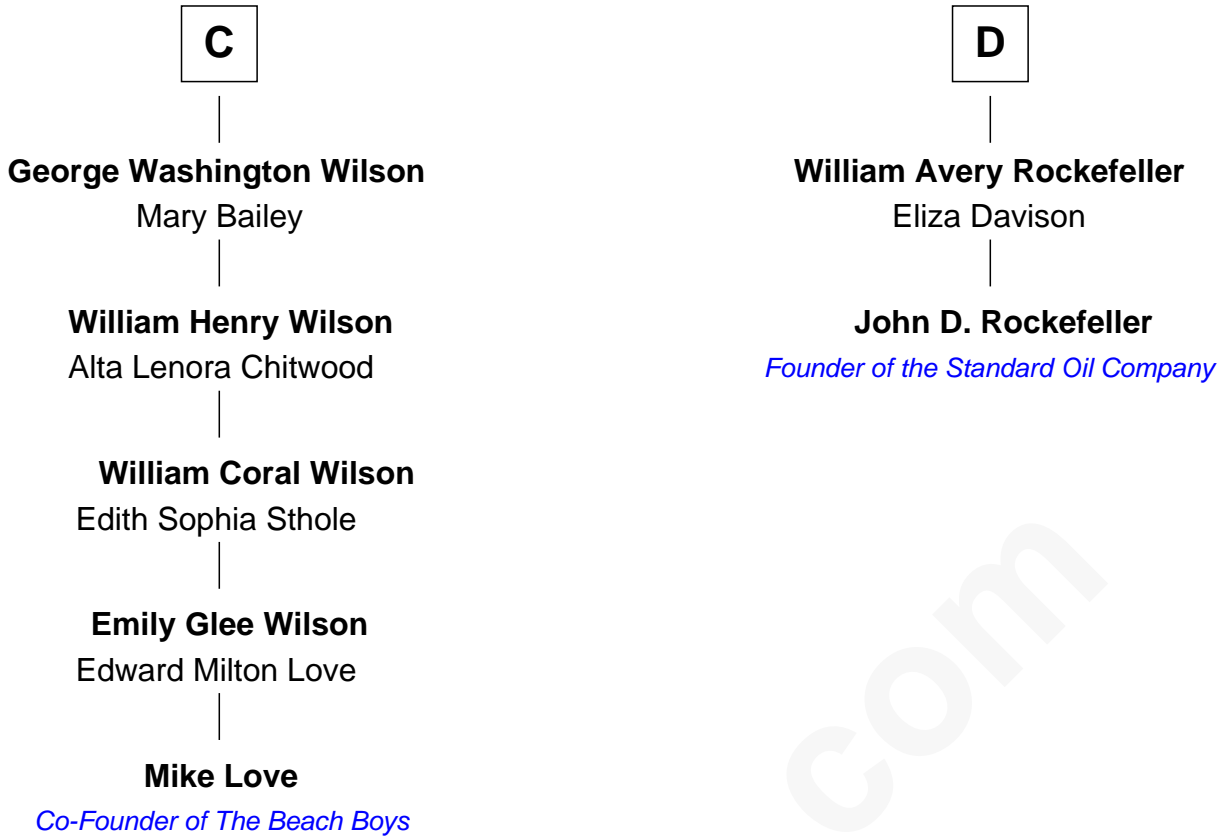 C
George Washington Wilson
Mary Bailey
William Henry Wilson
Alta Lenora Chitwood
William Coral Wilson
Edith Sophia Sthole
Emily Glee Wilson
Edward Milton Love
Mike Love
Co-Founder of The Beach Boys
D
William Avery Rockefeller
Eliza Davison
John D. Rockefeller
Founder of the Standard Oil Company
com